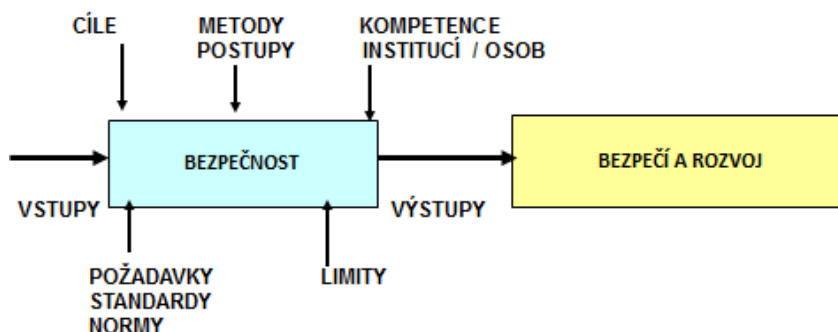 CÍLE
METODY
POSTUPY
KOMPETENCE
INSTITUCÍ / OSOB
BEZPEČNOST
BEZPEČÍ A ROZVOJ
VSTUPY
VÝSTUPY
POŽADAVKY
STANDARDY
NORMY
LIMITY